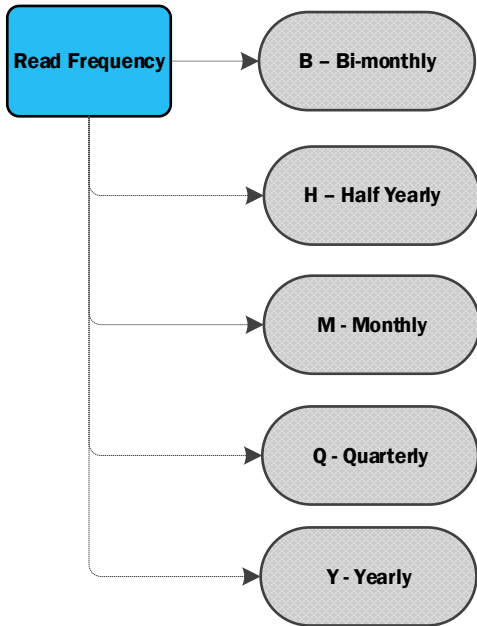 Read Frequency
B – Bi-monthly
H – Half Yearly
M - Monthly
Q - Quarterly
Y - Yearly